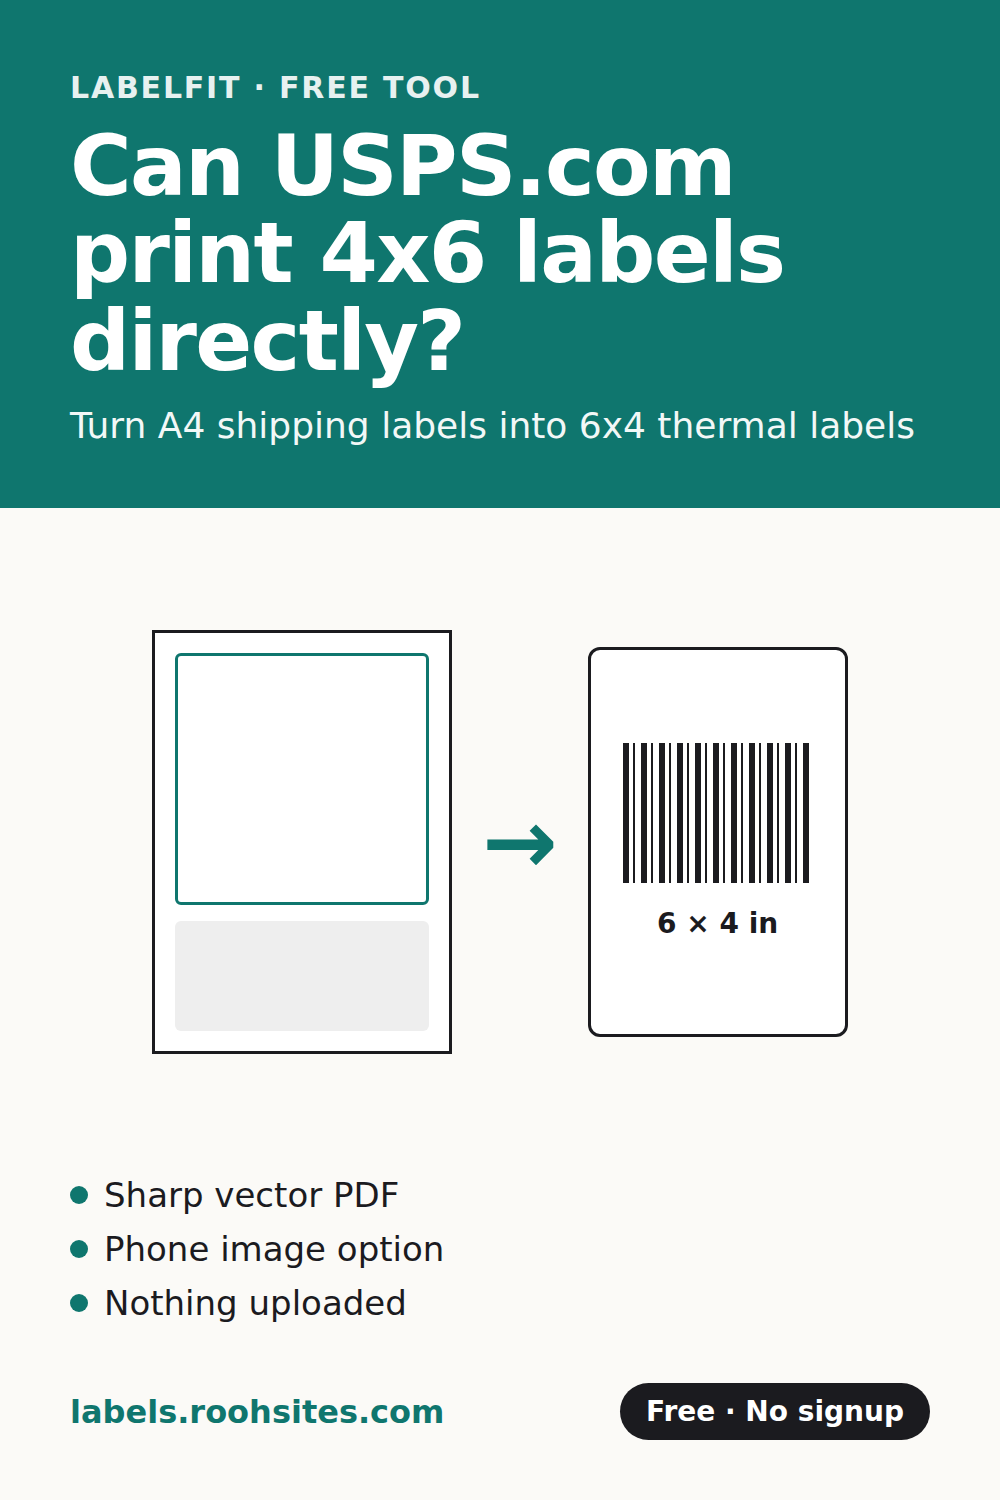 LABELFIT · FREE TOOL
Can USPS.com
print 4x6 labels
directly?
Turn A4 shipping labels into 6x4 thermal labels
→
6 × 4 in
Sharp vector PDF
Phone image option
Nothing uploaded
labels.roohsites.com
Free · No signup